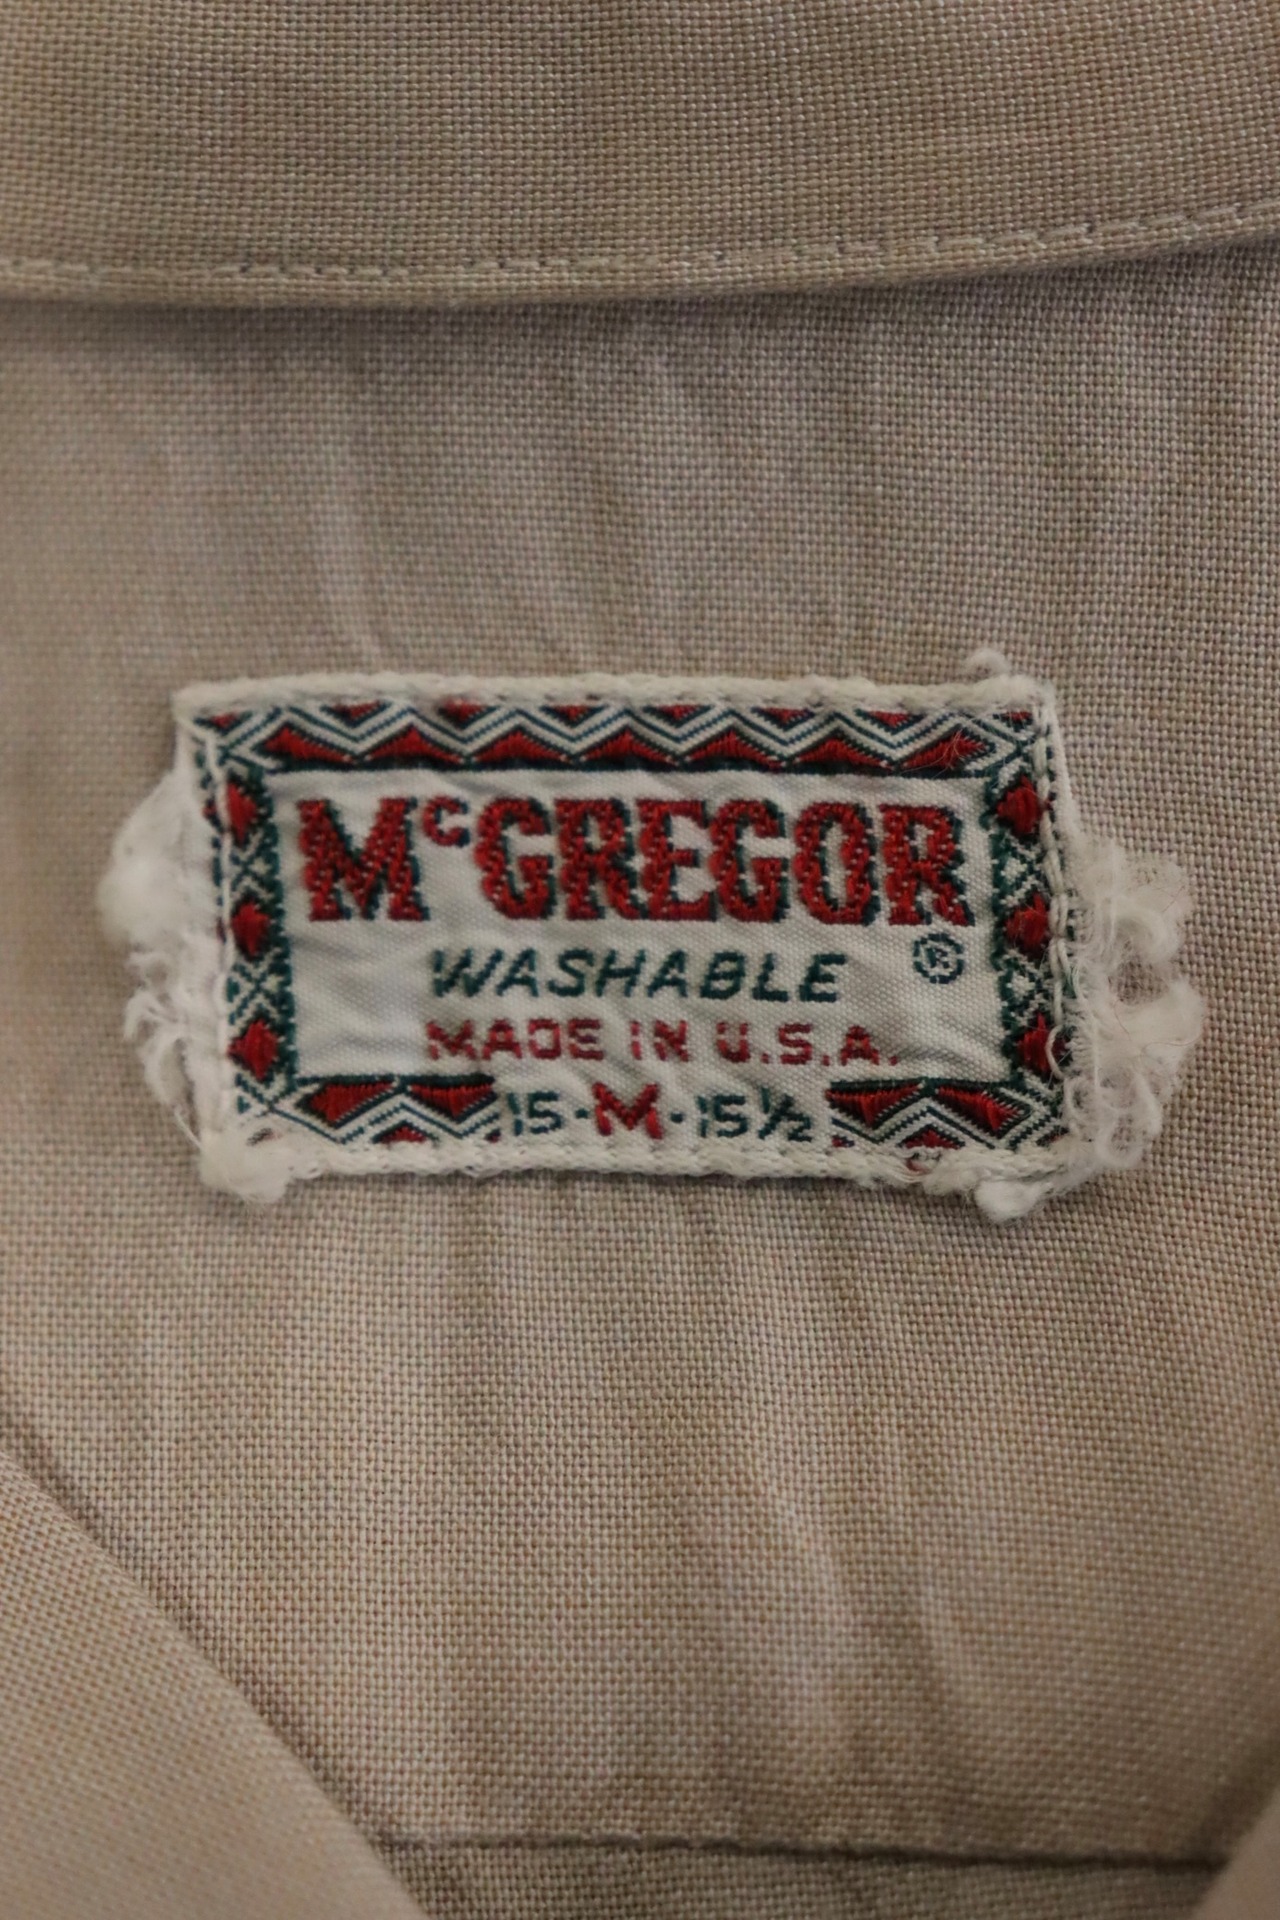 McGREGOR
WASHABLE ®
MADE IN U.S.A.
15·M·15½